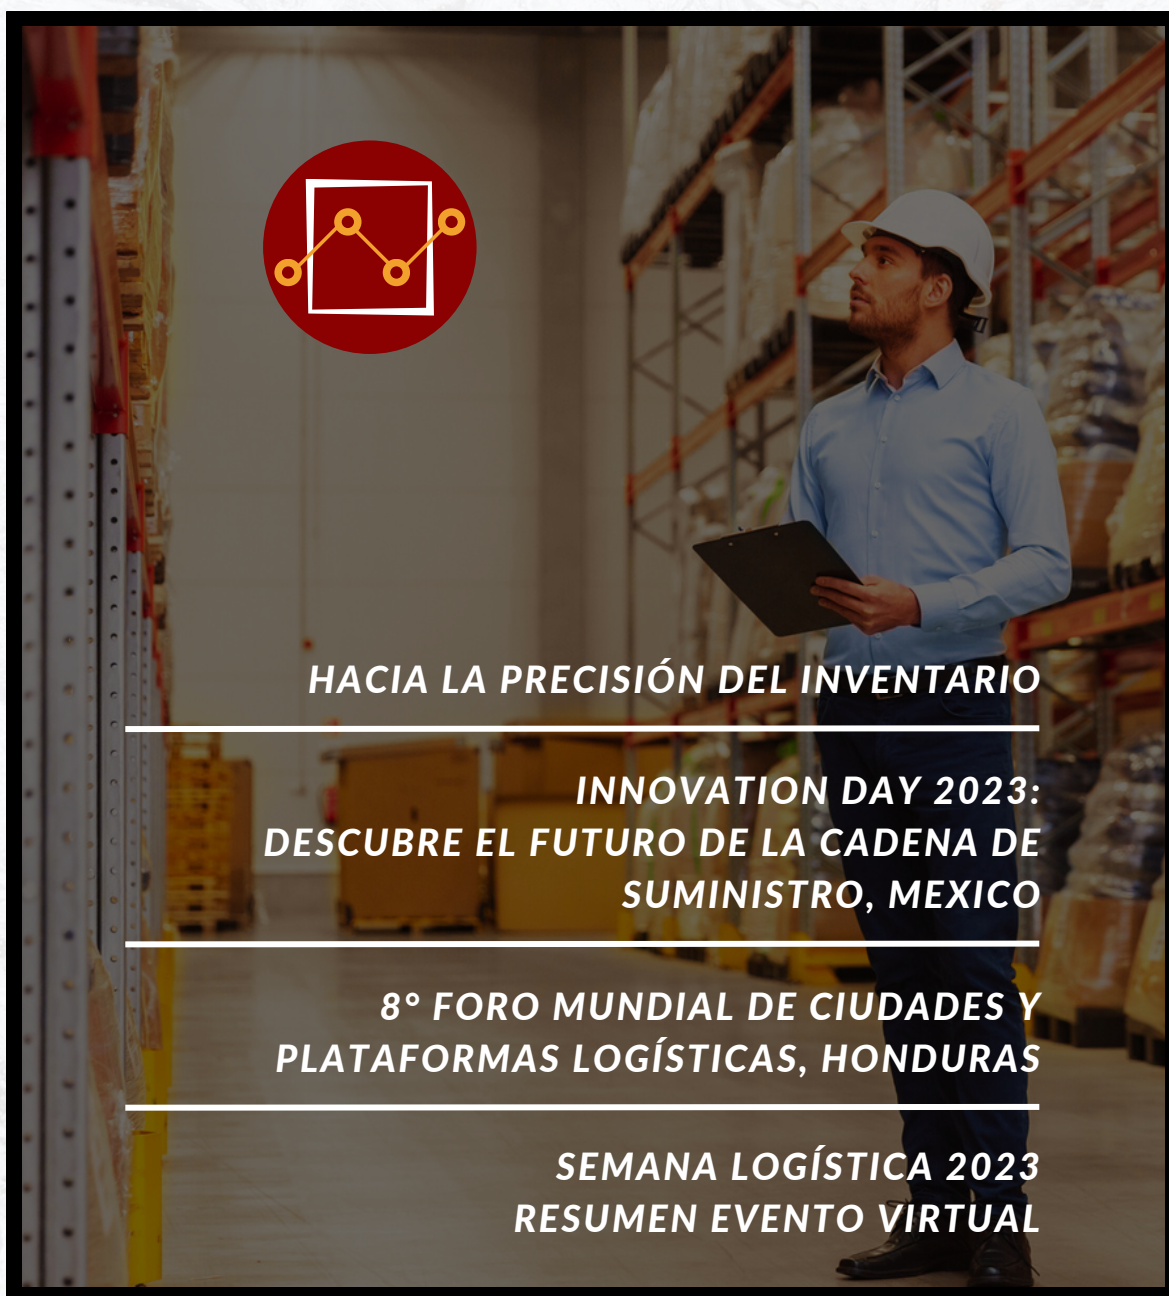 HACIA LA PRECISIÓN DEL INVENTARIO
INNOVATION DAY 2023:
DESCUBRE EL FUTURO DE LA CADENA DE
SUMINISTRO, MEXICO
8° FORO MUNDIAL DE CIUDADES Y
PLATAFORMAS LOGÍSTICAS, HONDURAS
SEMANA LOGÍSTICA 2023
RESUMEN EVENTO VIRTUAL